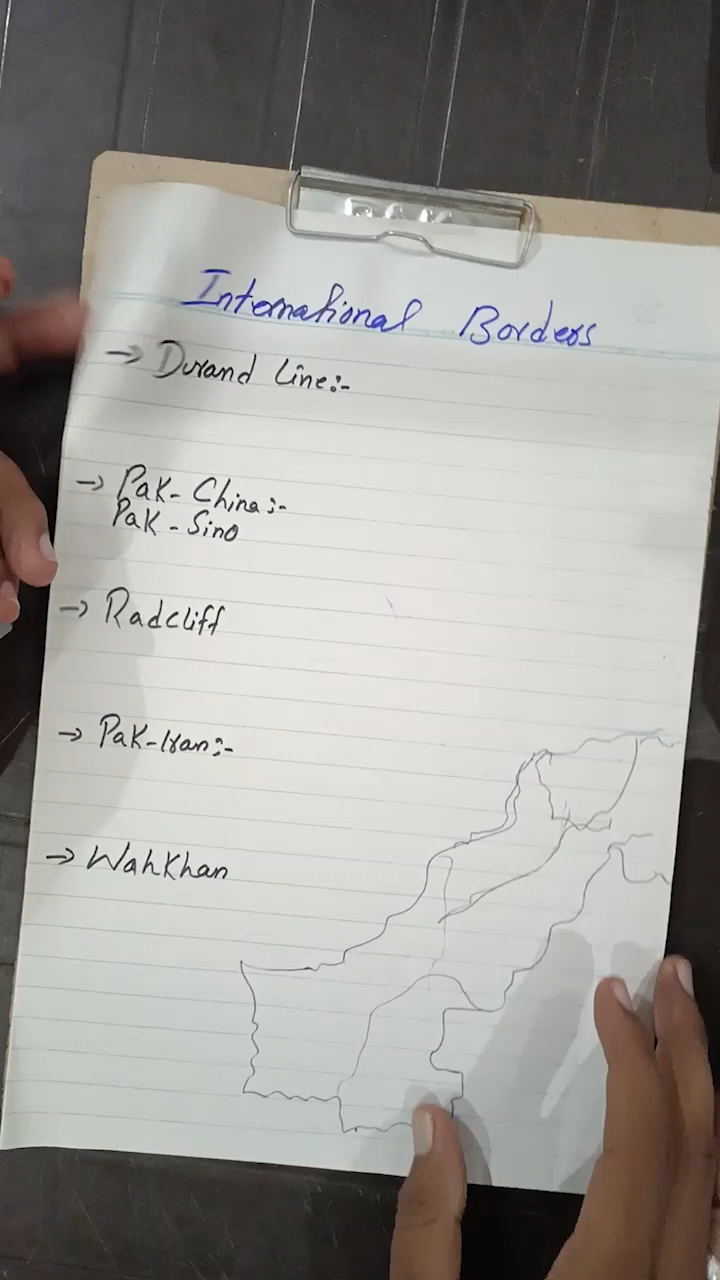 International Borders
→ Durand Line:-
→ Pak-China:-
Pak-Sino
→ Radcliff
→ Pak-Iran:-
→ Wahkhan